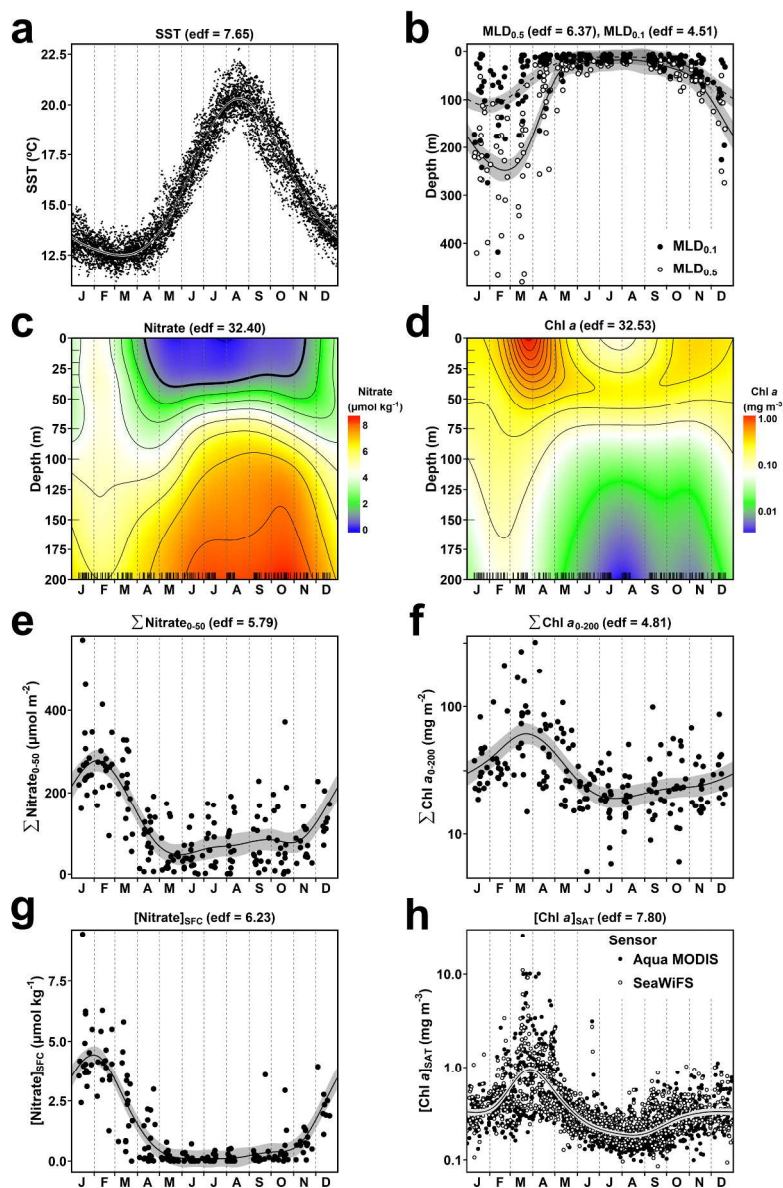 a
SST (edf = 7.65)
22.5
20.0
17.5
15.0
12.5
SST (ºC)
J F M A M J J A S O N D
b
MLD0.5 (edf = 6.37), MLD0.1 (edf = 4.51)
0
100
200
300
400
Depth (m)
MLD0.1
MLD0.5
J F M A M J J A S O N D
c
Nitrate (edf = 32.40)
0
25
50
75
100
125
150
175
200
Depth (m)
Nitrate
(µmol kg-1)
8
6
4
2
0
J F M A M J J A S O N D
d
Chl a (edf = 32.53)
0
25
50
75
100
125
150
175
200
Depth (m)
Chl a
(mg m-3)
1.00
0.10
0.01
J F M A M J J A S O N D
e
∑Nitrate0-50 (edf = 5.79)
400
200
0
∑Nitrate0-50 (µmol m-2)
J F M A M J J A S O N D
f
∑Chl a0-200 (edf = 4.81)
100
10
∑Chl a0-200 (mg m-2)
J F M A M J J A S O N D
g
[Nitrate]SFC (edf = 6.23)
7.5
5.0
2.5
0.0
[Nitrate]SFC (µmol kg-1)
J F M A M J J A S O N D
h
[Chl a]SAT (edf = 7.80)
Sensor
Aqua MODIS
SeaWiFS
10.0
1.0
0.1
[Chl a]SAT (mg m-3)
J F M A M J J A S O N D